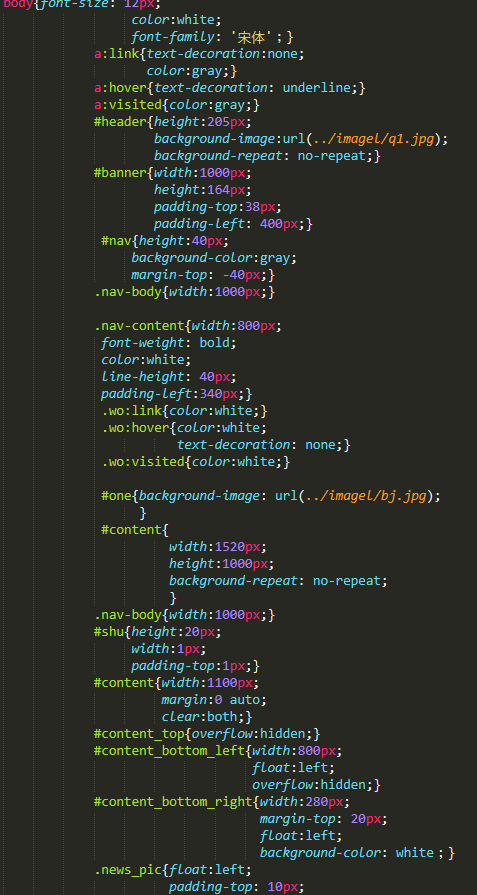 body{font-size: 12px;
color:white;
font-family: '宋体'；}
a:link{text-decoration:none;
color:gray;}
a:hover{text-decoration: underline;}
a:visited{color:gray;}
#header{height:205px;
background-image:url(../imagel/q1.jpg);
background-repeat: no-repeat;}
#banner{width:1000px;
height:164px;
padding-top:38px;
padding-left: 400px;}
#nav{height:40px;
background-color:gray;
margin-top: -40px;}
.nav-body{width:1000px;}
.nav-content{width:800px;
font-weight: bold;
color:white;
line-height: 40px;
padding-left:340px;}
.wo:link{color:white;}
.wo:hover{color:white;
text-decoration: none;}
.wo:visited{color:white;}
#one{background-image: url(../imagel/bj.jpg);
}
#content{
width:1520px;
height:1000px;
background-repeat: no-repeat;
}
.nav-body{width:1000px;}
#shu{height:20px;
width:1px;
padding-top:1px;}
#content{width:1100px;
margin:0 auto;
clear:both;}
#content_top{overflow:hidden;}
#content_bottom_left{width:800px;
float:left;
overflow:hidden;}
#content_bottom_right{width:280px;
margin-top: 20px;
float:left;
background-color: white；}
.news_pic{float:left;
padding-top: 10px;